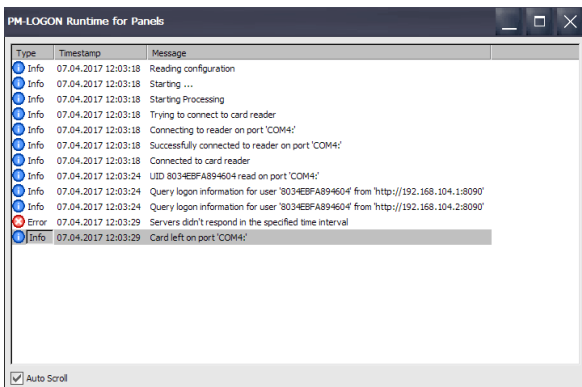 PM-LOGON Runtime for Panels
Type Timestamp Message
Info 07.04.2017 12:03:18 Reading configuration
Info 07.04.2017 12:03:18 Starting ...
Info 07.04.2017 12:03:18 Starting Processing
Info 07.04.2017 12:03:18 Trying to connect to card reader
Info 07.04.2017 12:03:18 Connecting to reader on port 'COM4:'
Info 07.04.2017 12:03:18 Successfully connected to reader on port 'COM4:'
Info 07.04.2017 12:03:18 Connected to card reader
Info 07.04.2017 12:03:24 UID 8034EBFA894604 read on port 'COM4:'
Info 07.04.2017 12:03:24 Query logon information for user '8034EBFA894604' from 'http://192.168.104.1:8090'
Info 07.04.2017 12:03:24 Query logon information for user '8034EBFA894604' from 'http://192.168.104.2:8090'
Error 07.04.2017 12:03:29 Servers didn't respond in the specified time interval
Info 07.04.2017 12:03:29 Card left on port 'COM4:'
Auto Scroll